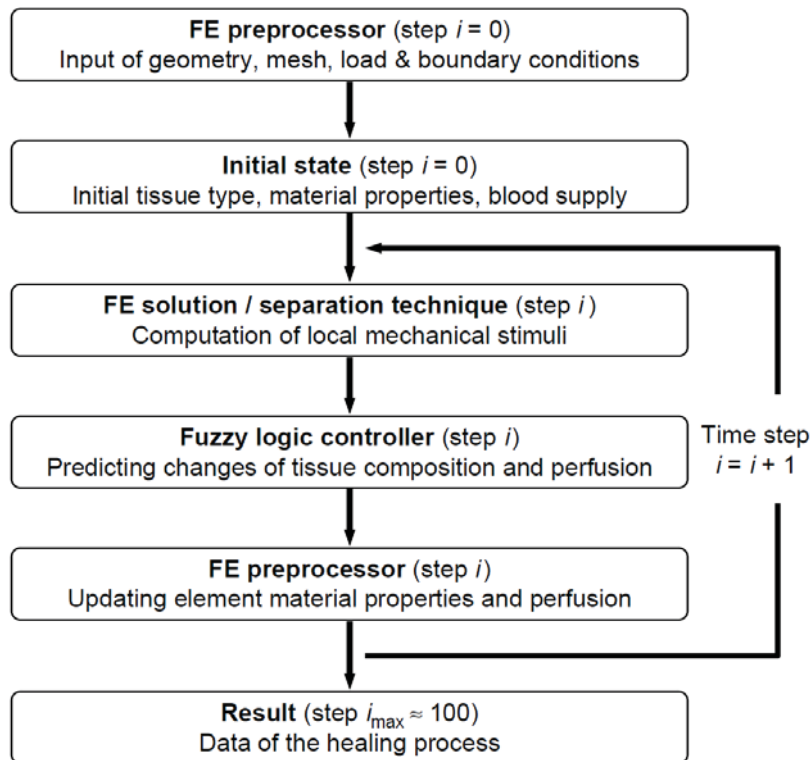 FE preprocessor (step i = 0)
Input of geometry, mesh, load & boundary conditions
Initial state (step i = 0)
Initial tissue type, material properties, blood supply
FE solution / separation technique (step i )
Computation of local mechanical stimuli
Fuzzy logic controller (step i)
Predicting changes of tissue composition and perfusion
Time step
i = i + 1
FE preprocessor (step i)
Updating element material properties and perfusion
Result (step imax ≈ 100)
Data of the healing process